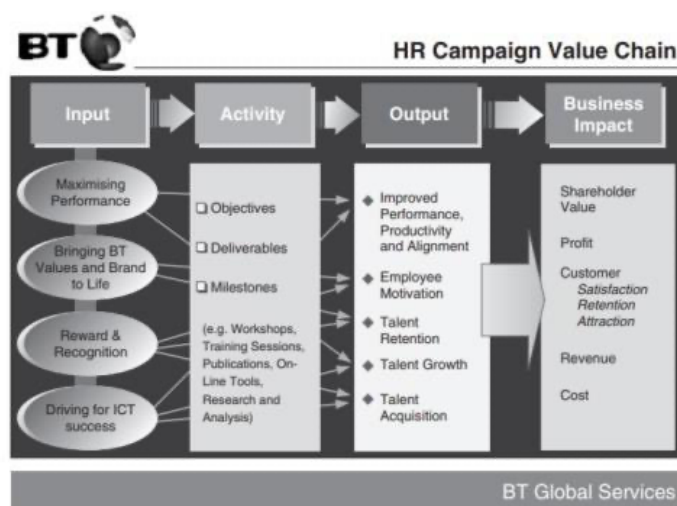 BT
HR Campaign Value Chain
Input
Activity
Output
Business
Impact
Maximising
Performance
Bringing BT
Values and Brand
to Life
Reward &
Recognition
Driving for ICT
success
Objectives
Deliverables
Milestones
(e.g. Workshops,
Training Sessions,
Publications, On-
Line Tools,
Research and
Analysis)
Improved
Performance,
Productivity
and Alignment
Employee
Motivation
Talent
Retention
Talent Growth
Talent
Acquisition
Shareholder
Value
Profit
Customer
Satisfaction
Retention
Attraction
Revenue
Cost
BT Global Services